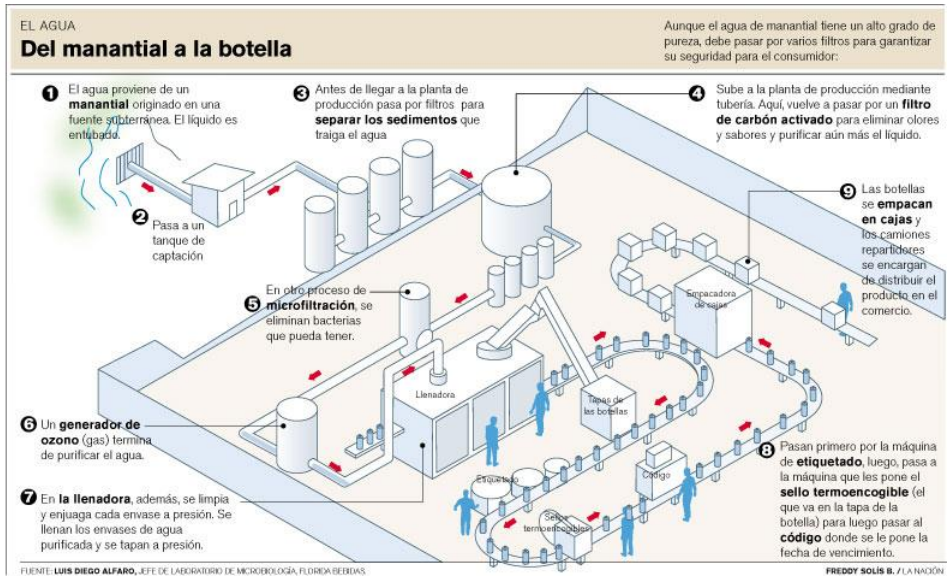 EL AGUA
Del manantial a la botella
Aunque el agua de manantial tiene un alto grado de
pureza, debe pasar por varios filtros para garantizar
su seguridad para el consumidor:
1 El agua proviene de un
manantial originado en una
fuente subterránea. El líquido es
entubado.
2 Pasa a un
tanque de
captación
3 Antes de llegar a la planta de
producción pasa por filtros para
separar los sedimentos que
traiga el agua
4 Sube a la planta de producción mediante
tubería. Aquí, vuelve a pasar por un filtro
de carbón activado para eliminar olores
y sabores y purificar aún más el líquido.
5 En otro proceso de
microfiltración, se
eliminan bacterias
que pueda tener.
6 Un generador de
ozono (gas) termina
de purificar el agua.
7 En la llenadora, además, se limpia
y enjuaga cada envase a presión. Se
llenan los envases de agua
purificada y se tapan a presión.
8 Pasan primero por la máquina
de etiquetado, luego, pasa a
la máquina que les pone el
sello termoencogible (el
que va en la tapa de la
botella) para luego pasar al
código donde se le pone la
fecha de vencimiento.
9 Las botellas
se empacan
en cajas y
los camiones
repartidores
se encargan
de distribuir el
producto en el
comercio.
Empacadora
de cajas
Llenadora
Tapas de
las botellas
Etiquetado
Código
Sellos
termoencogibles
FUENTE: LUIS DIEGO ALFARO, JEFE DE LABORATORIO DE MICROBIOLOGÍA, FLORIDA BEBIDAS.
FREDDY SOLÍS B. / LA NACIÓN